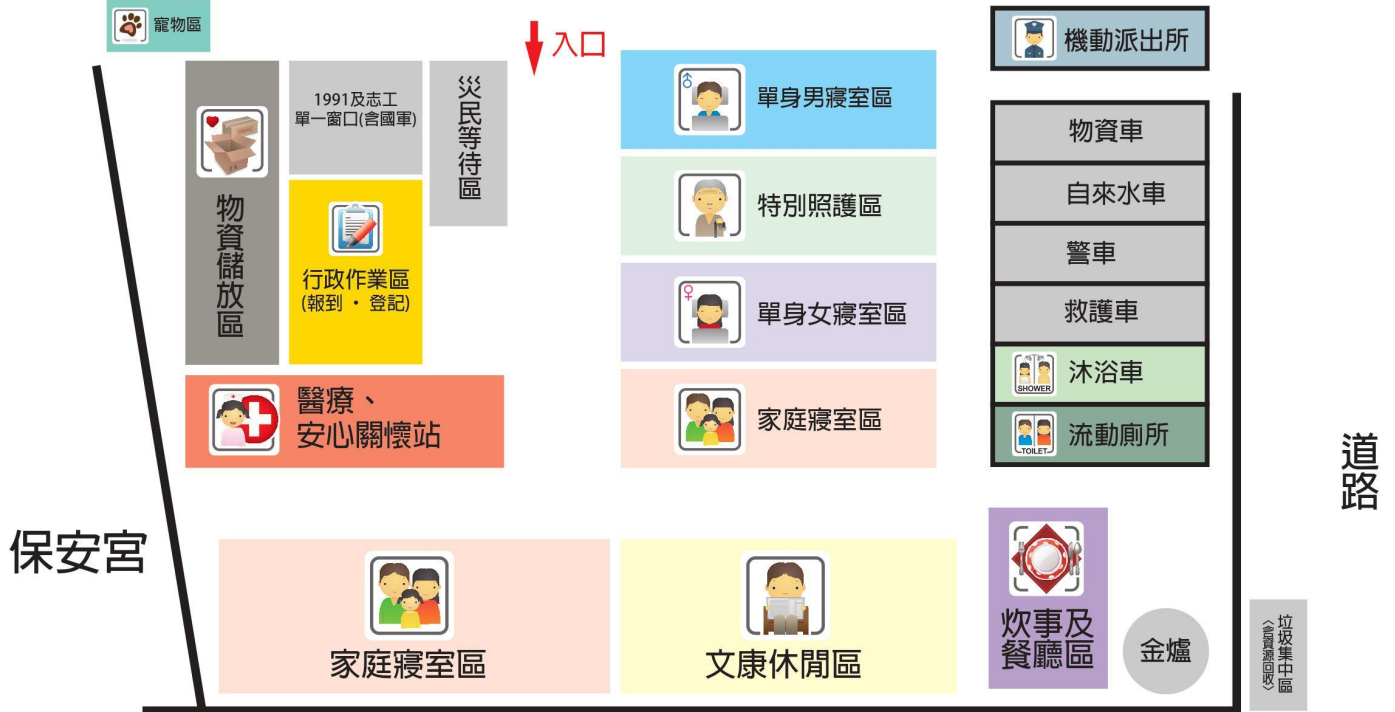 寵物區
入口
機動派出所
物資儲放區
1991及志工
單一窗口(含國軍)
災民等待區
行政作業區
(報到 · 登記)
醫療、
安心關懷站
單身男寢室區
特別照護區
單身女寢室區
家庭寢室區
物資車
自來水車
警車
救護車
SHOWER
沐浴車
TOILET
流動廁所
道路
保安宮
家庭寢室區
文康休閒區
炊事及
餐廳區
金爐
垃圾集中區
〈含資源回收〉